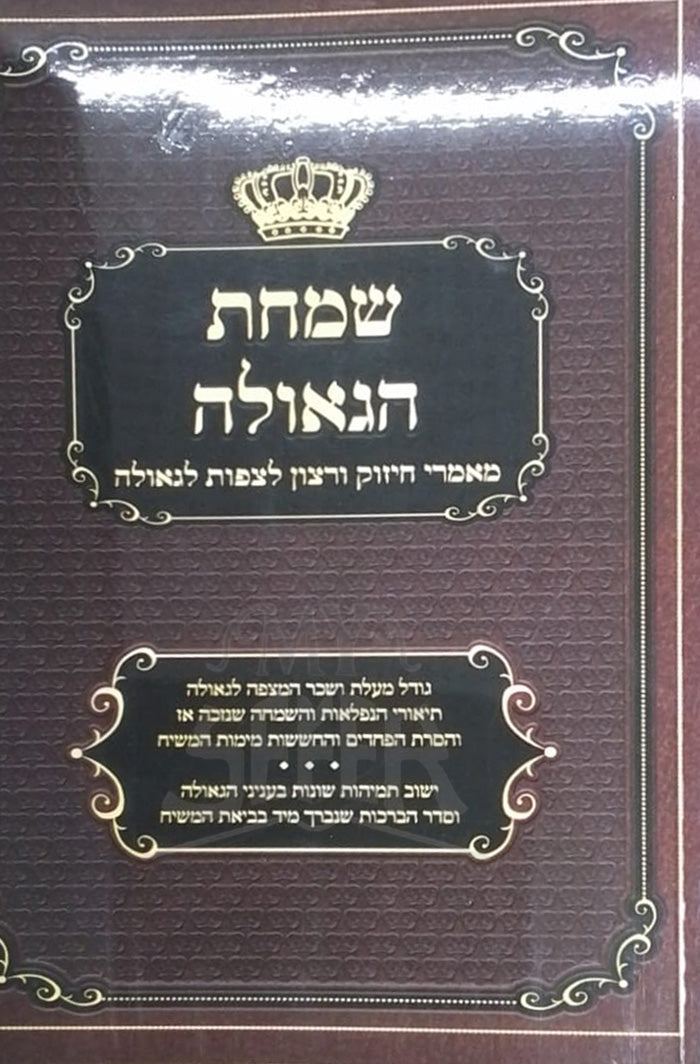 שמחת
הגאולה
מאמרי חיזוק ורצון לצפות לגאולה
גודל מעלת ושכר המצפה לגאולה
תיאורי הנפלאות והשמחה שנזכה אז
והסרת הפחדים והחששות מימות המשיח
ישוב תמיהות שונות בעניני הגאולה
וסדר הברכות שנברך מיד בביאת המשיח